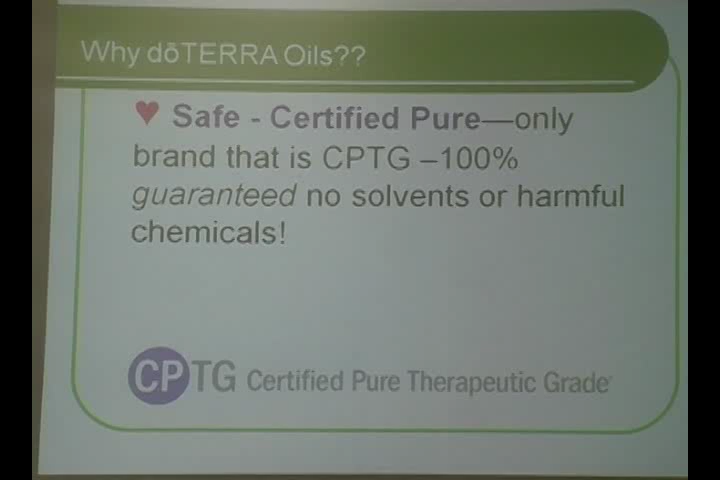 Why dōTERRA Oils??
Safe - Certified Pure—only
brand that is CPTG –100%
guaranteed no solvents or harmful
chemicals!
CPTG Certified Pure Therapeutic Grade